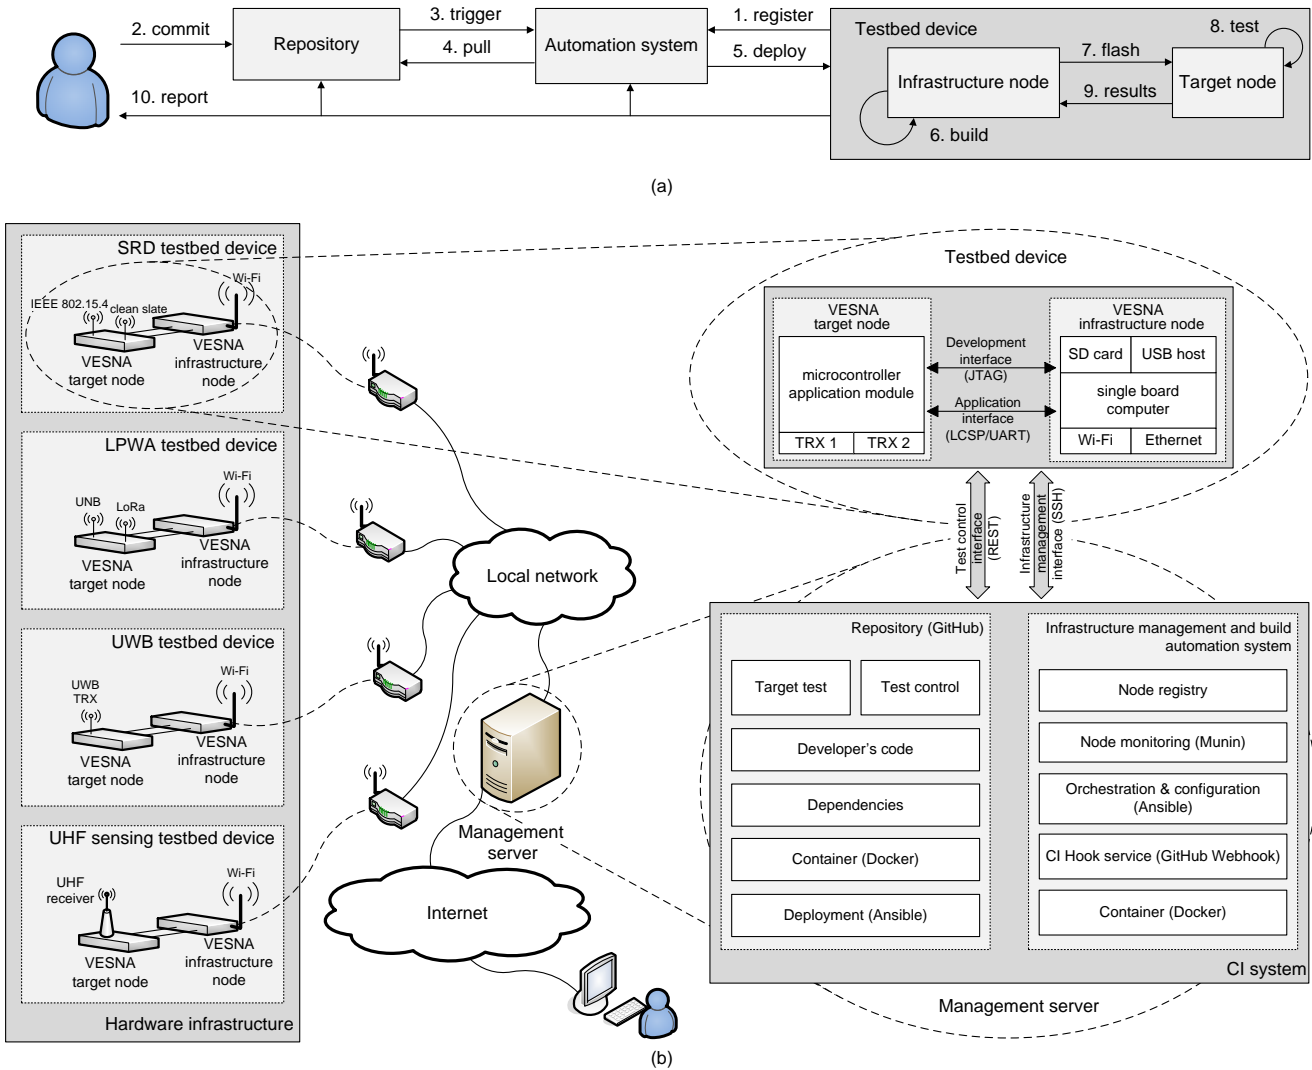 2. commit
Repository
3. trigger
4. pull
Automation system
1. register
5. deploy
Testbed device
Infrastructure node
7. flash
9. results
8. test
Target node
6. build
10. report
(a)
SRD testbed device
Wi-Fi
IEEE 802.15.4
clean slate
VESNA
target node
VESNA
infrastructure
node
LPWA testbed device
Wi-Fi
UNB
LoRa
VESNA
target node
VESNA
infrastructure
node
UWB testbed device
Wi-Fi
UWB
TRX
VESNA
target node
VESNA
infrastructure
node
UHF sensing testbed device
Wi-Fi
UHF
receiver
VESNA
target node
VESNA
infrastructure
node
Hardware infrastructure
Local network
Management
server
Internet
Testbed device
VESNA
target node
microcontroller
application module
TRX 1
TRX 2
Development
interface
(JTAG)
Application
interface
(LCSP/UART)
VESNA
infrastructure node
SD card
USB host
single board
computer
Wi-Fi
Ethernet
Test control
interface
(REST)
Infrastructure
management
interface (SSH)
Repository (GitHub)
Target test
Test control
Developer's code
Dependencies
Container (Docker)
Deployment (Ansible)
Infrastructure management and build
automation system
Node registry
Node monitoring (Munin)
Orchestration & configuration
(Ansible)
CI Hook service (GitHub Webhook)
Container (Docker)
CI system
Management server
(b)